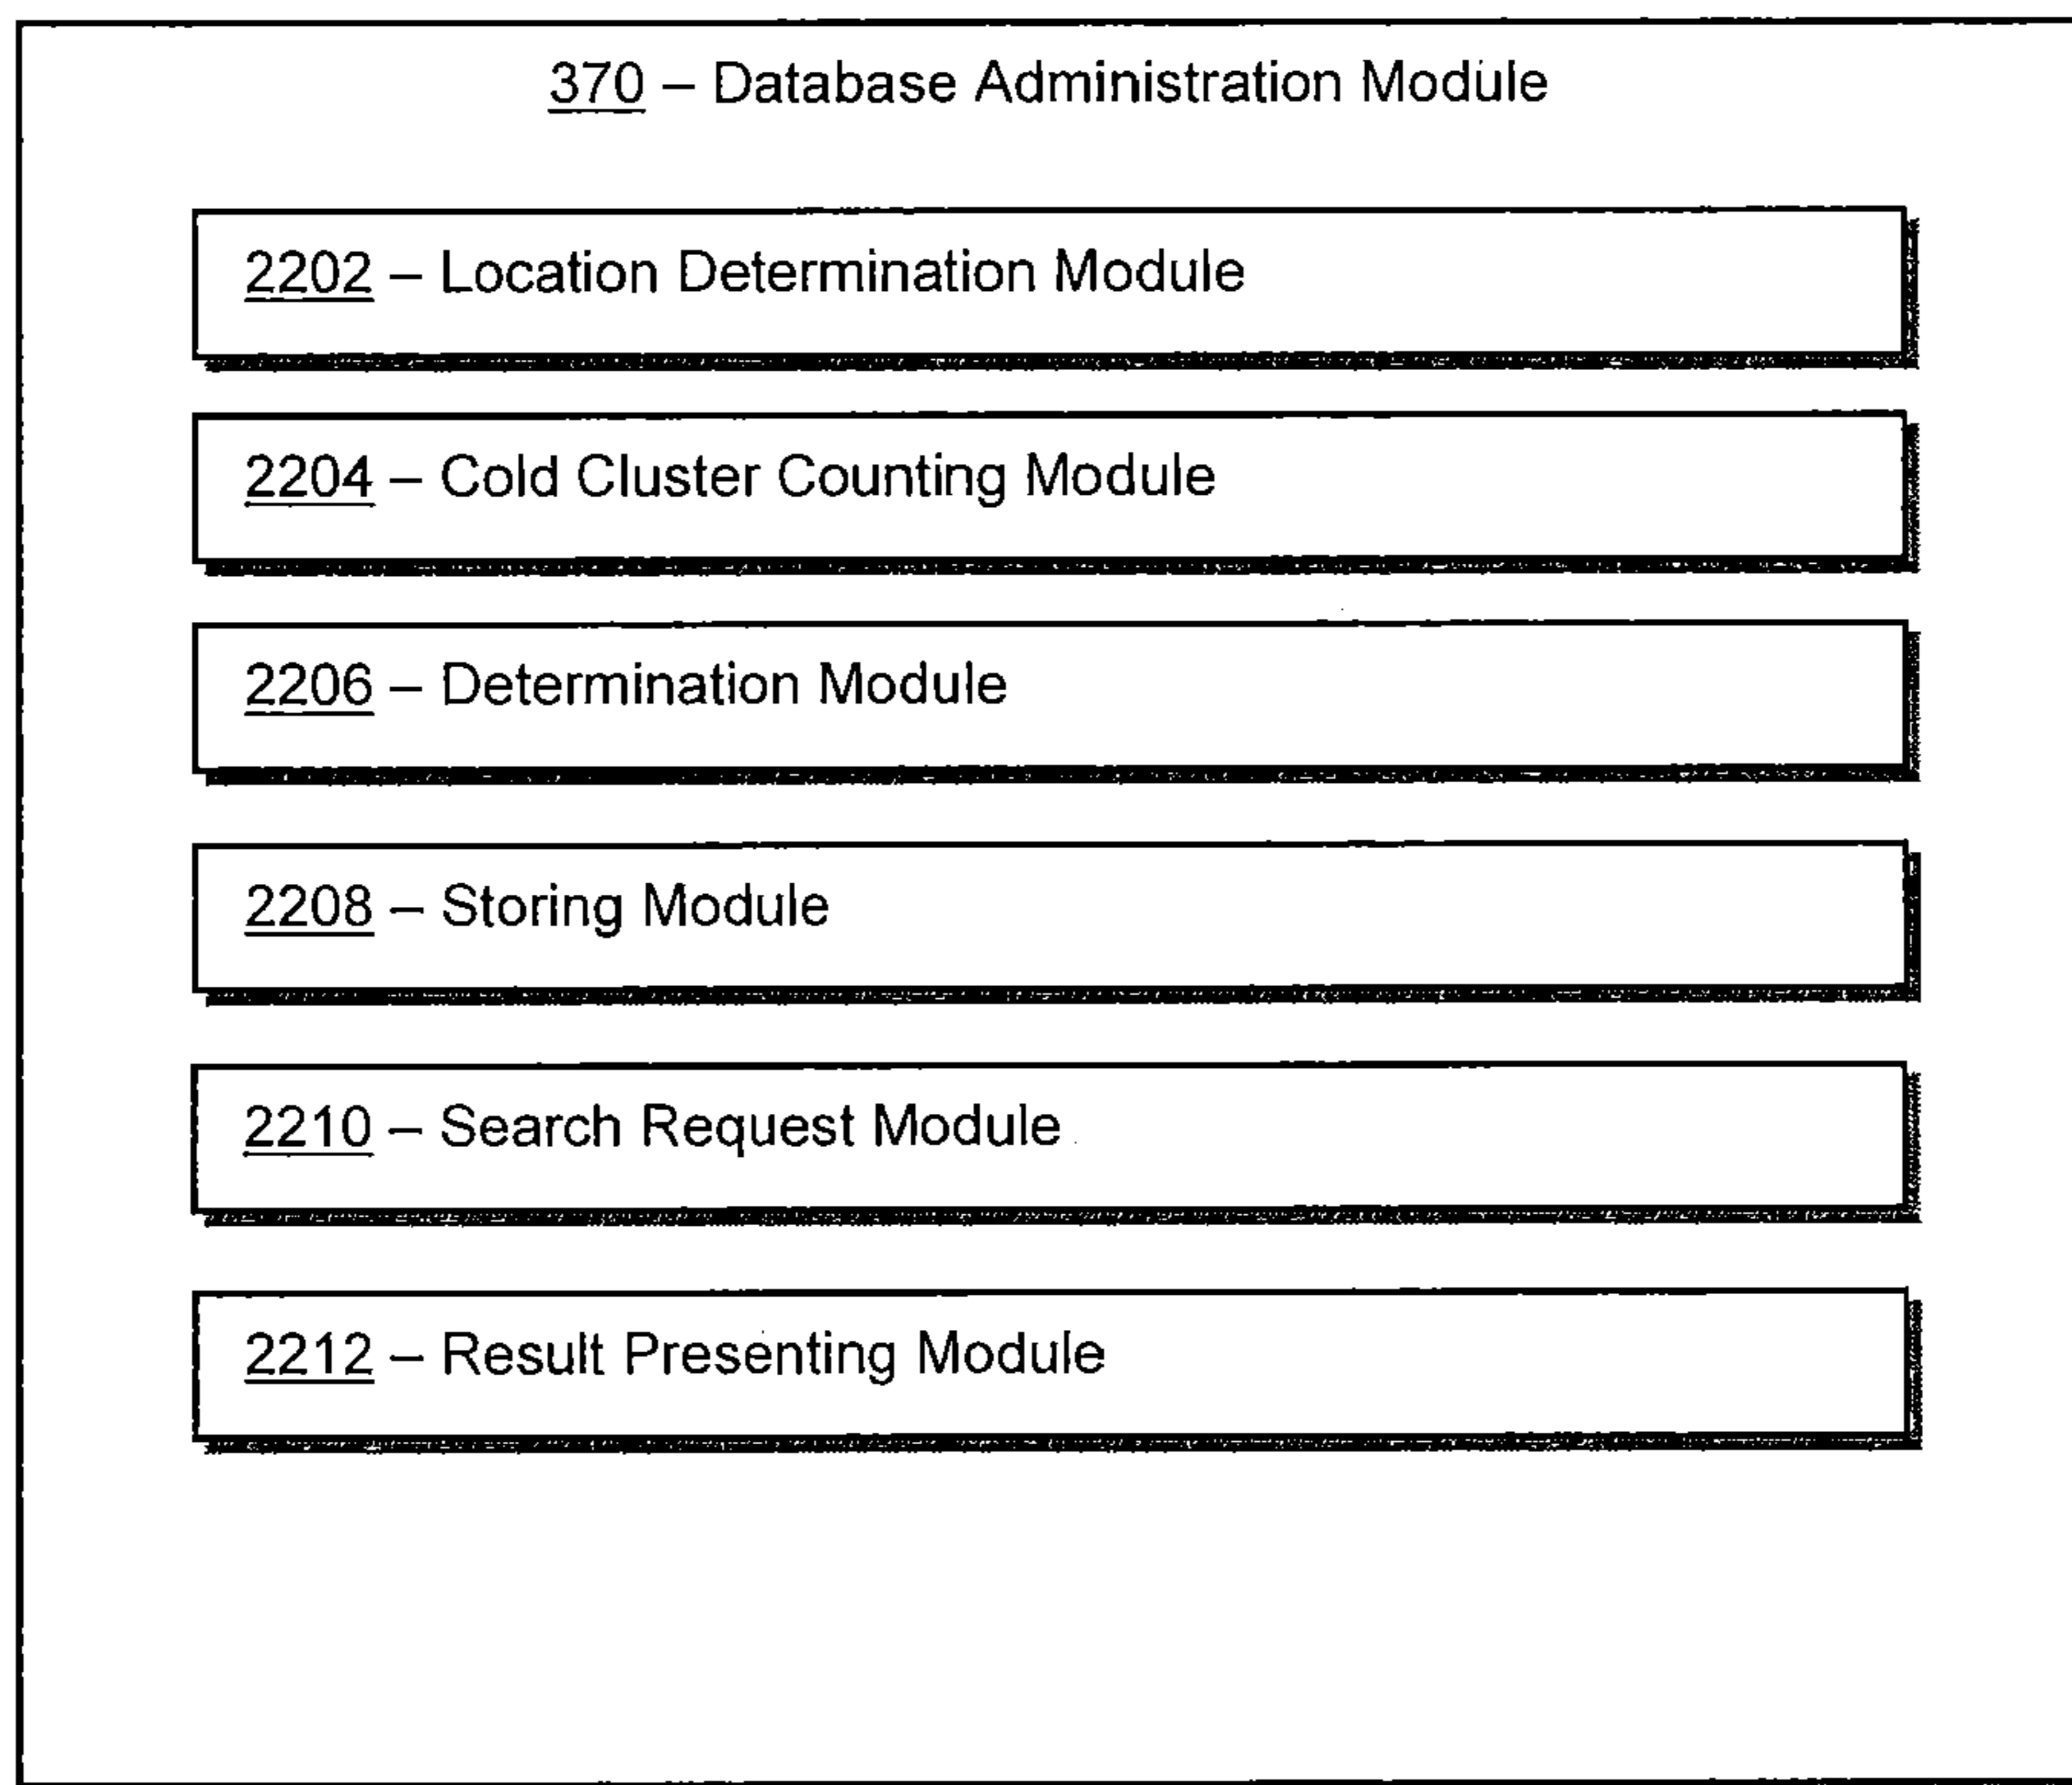 370 – Database Administration Module
2202 – Location Determination Module
2204 – Cold Cluster Counting Module
2206 – Determination Module
2208 – Storing Module
2210 – Search Request Module
2212 – Result Presenting Module